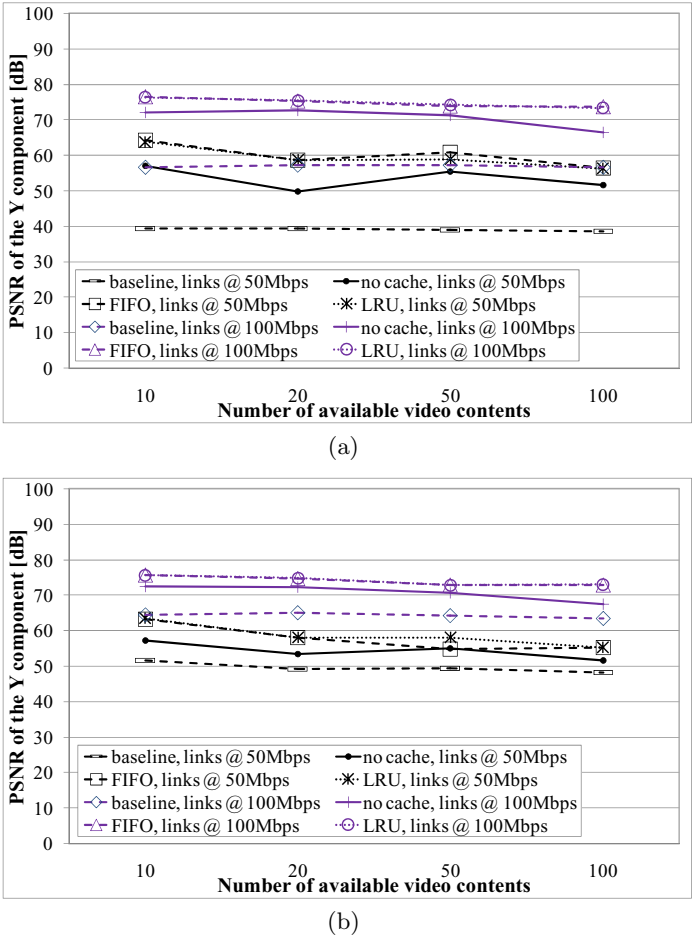 100
90
80
70
60
50
40
30
20
10
0
PSNR of the Y component [dB]
baseline, links @ 50Mbps
no cache, links @ 50Mbps
FIFO, links @ 50Mbps
LRU, links @ 50Mbps
baseline, links @ 100Mbps
no cache, links @ 100Mbps
FIFO, links @ 100Mbps
LRU, links @ 100Mbps
10 20 50 100
Number of available video contents
(a)
100
90
80
70
60
50
40
30
20
10
0
PSNR of the Y component [dB]
baseline, links @ 50Mbps
no cache, links @ 50Mbps
FIFO, links @ 50Mbps
LRU, links @ 50Mbps
baseline, links @ 100Mbps
no cache, links @ 100Mbps
FIFO, links @ 100Mbps
LRU, links @ 100Mbps
10 20 50 100
Number of available video contents
(b)